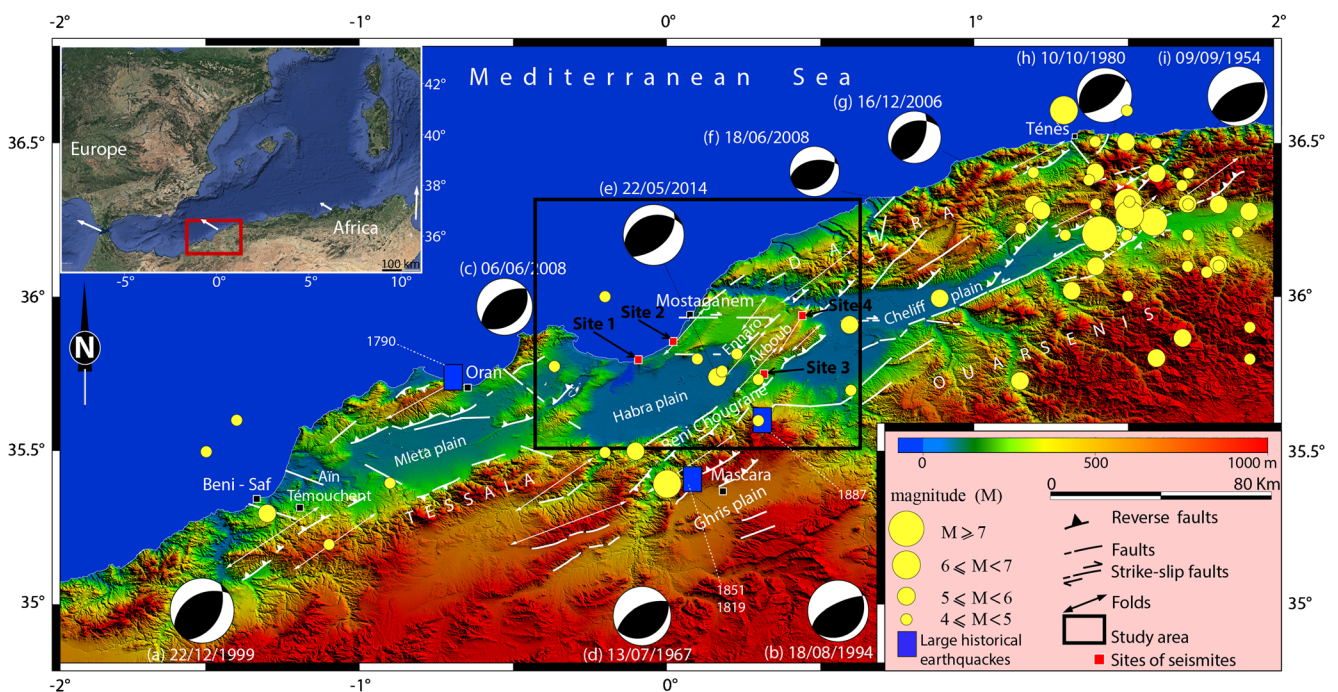 -2°
-1°
0°
1°
2°
Mediterranean Sea
(h) 10/10/1980
(i) 09/09/1954
(g) 16/12/2006
(f) 18/06/2008
(e) 22/05/2014
(c) 06/06/2008
Europe
Africa
100 km
42°
40°
38°
36°
-5°
0°
5°
10°
36.5°
36.5°
36°
36°
35.5°
35.5°
35°
35°
N
Ténès
DAHRA
Mostaganem
Site 1
Site 2
Site 4
Site 3
Ennaro
Akboub
Cheliff plain
OUARSENIS
1790
Oran
Habra plain
Beni Chougrane
Mleta plain
Beni - Saf
Aïn
Témouchent
TESSALA
Mascara
Ghris plain
1887
1851
1819
(a) 22/12/1999
(d) 13/07/1967
(b) 18/08/1994
0
500
1000 m
0
80 Km
magnitude (M)
M ⩾ 7
6 ⩽ M < 7
5 ⩽ M < 6
4 ⩽ M < 5
Large historical
earthquackes
Reverse faults
Faults
Strike-slip faults
Folds
Study area
Sites of seismites
-2°
-1°
0°
1°
2°